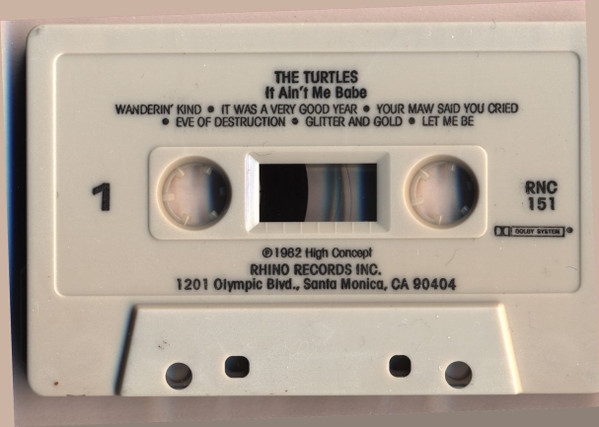 THE TURTLES
It Ain't Me Babe
WANDERIN' KIND • IT WAS A VERY GOOD YEAR • YOUR MAW SAID YOU CRIED
• EVE OF DESTRUCTION • GLITTER AND GOLD • LET ME BE
1
RNC
151
DOLBY SYSTEM ®
℗1982 High Concept
RHINO RECORDS INC.
1201 Olympic Blvd., Santa Monica, CA 90404